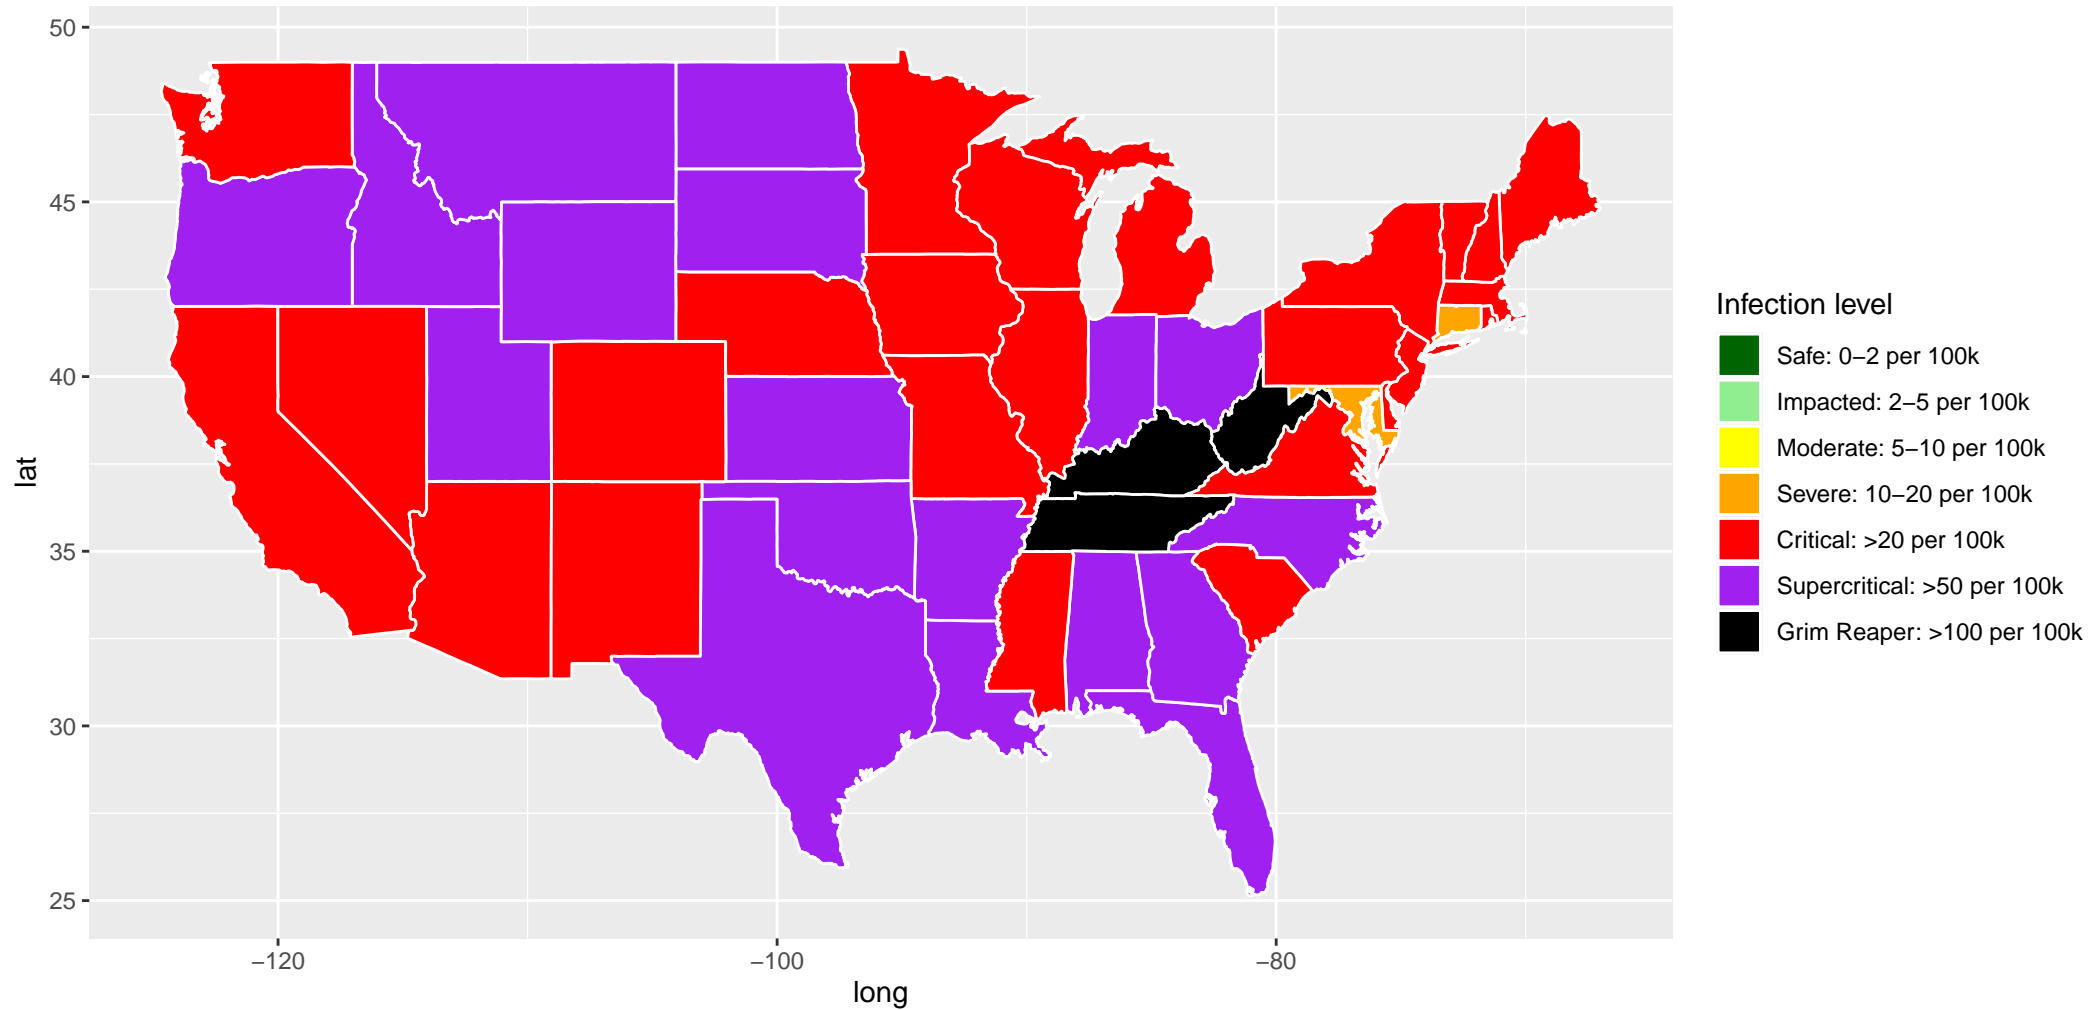 50
45
40
35
30
25
lat
−120
−100
−80
long
Infection level
Safe: 0−2 per 100k
Impacted: 2−5 per 100k
Moderate: 5−10 per 100k
Severe: 10−20 per 100k
Critical: >20 per 100k
Supercritical: >50 per 100k
Grim Reaper: >100 per 100k